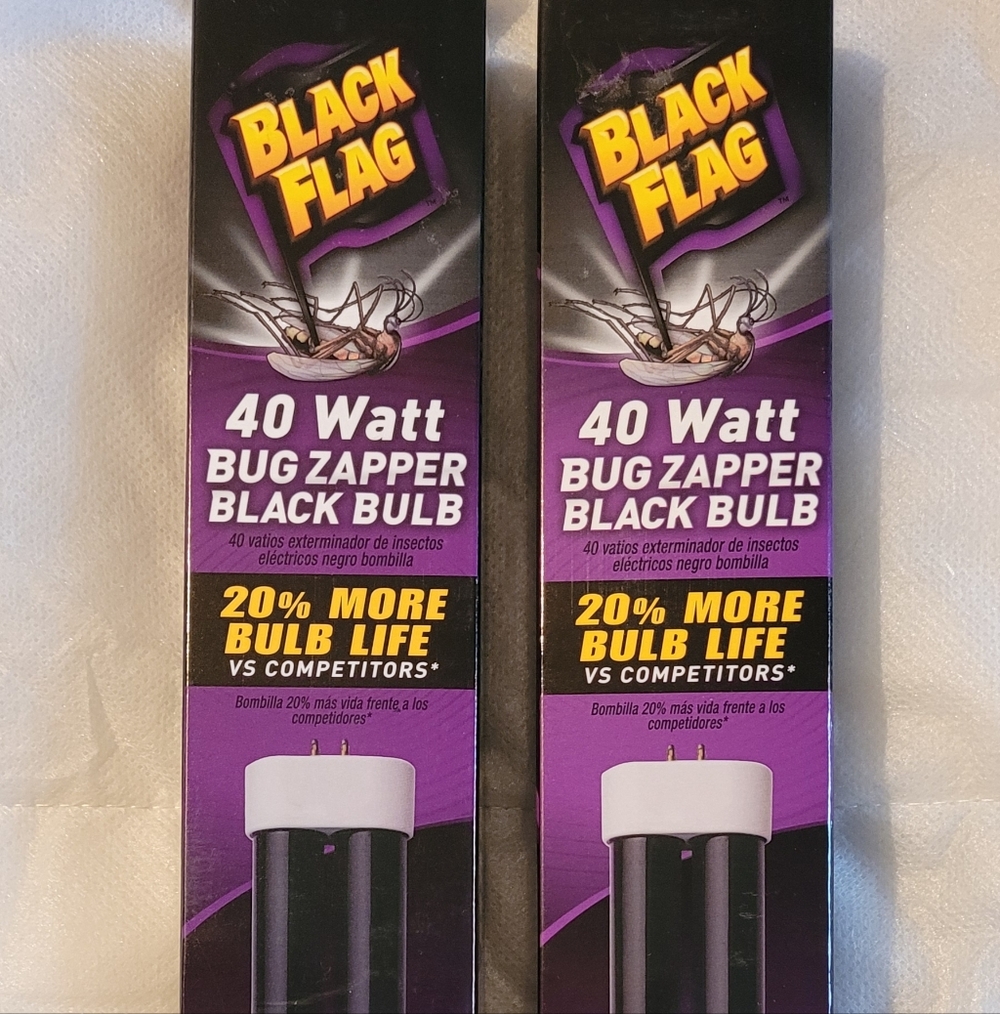 BLACK
FLAG
TM
40 Watt
BUG ZAPPER
BLACK BULB
40 vatios exterminador de insectos
eléctricos negro bombilla
20% MORE
BULB LIFE
VS COMPETITORS*
Bombilla 20% más vida frente a los
competidores*
BLACK
FLAG
TM
40 Watt
BUG ZAPPER
BLACK BULB
40 vatios exterminador de insectos
eléctricos negro bombilla
20% MORE
BULB LIFE
VS COMPETITORS*
Bombilla 20% más vida frente a los
competidores*